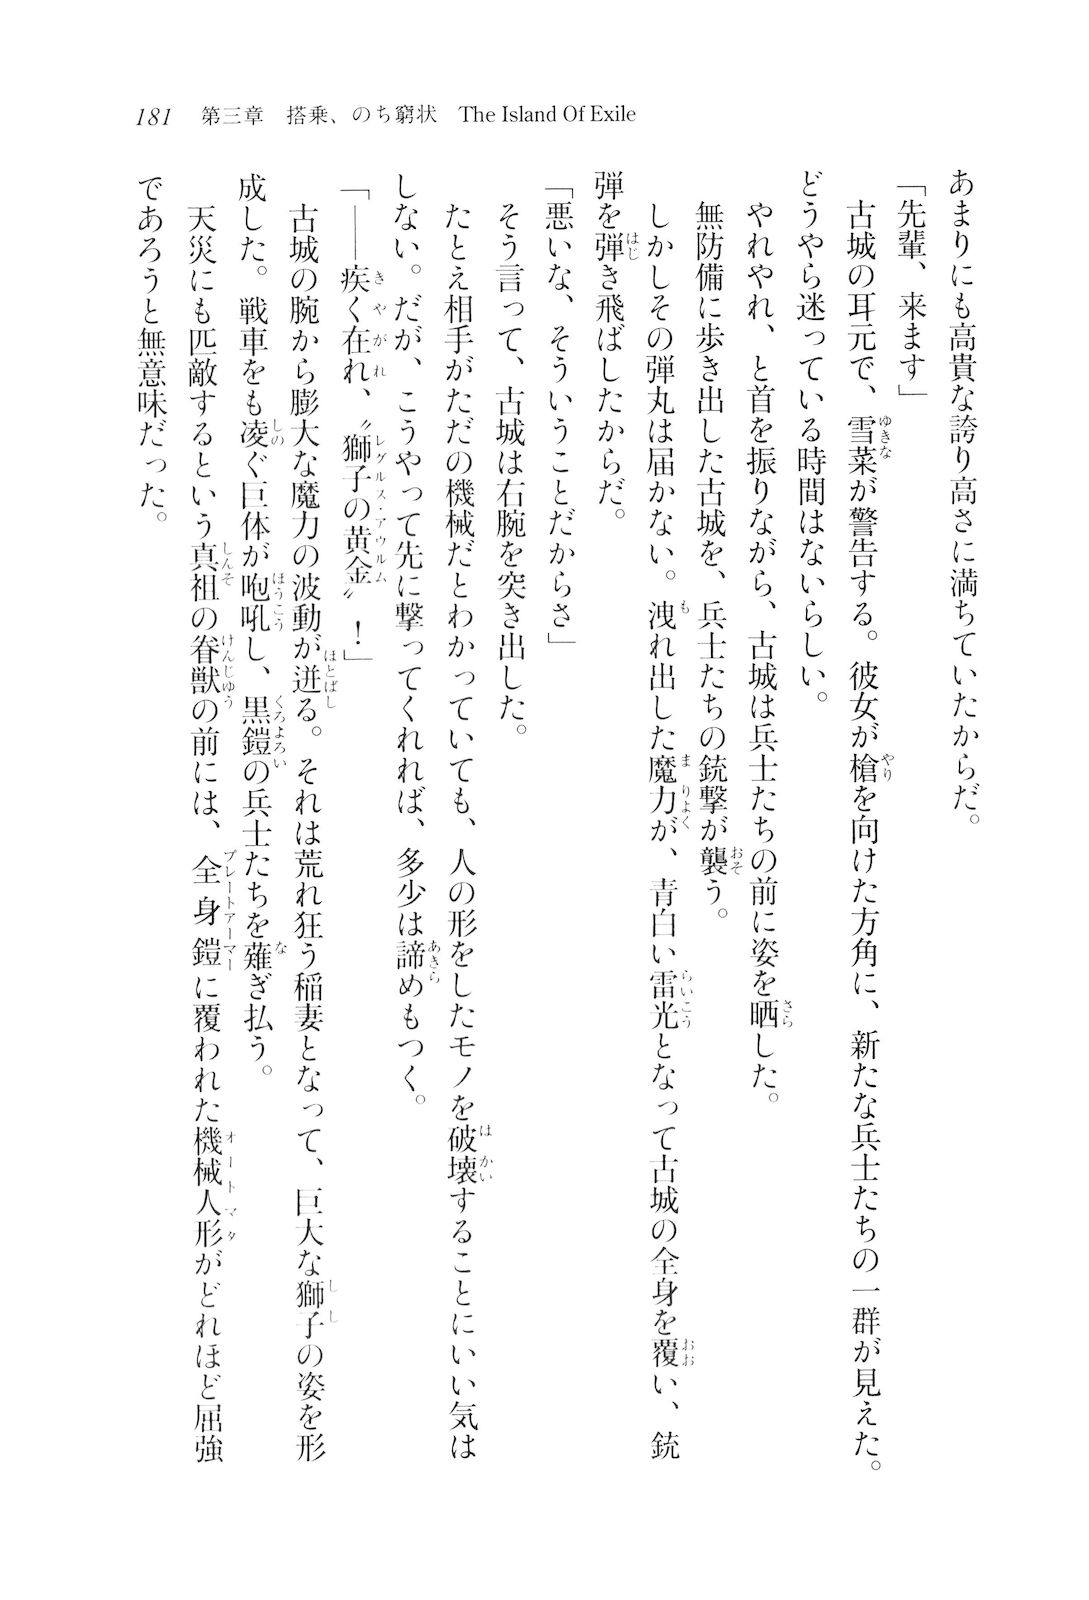 181 第三章　搭乗、のち窮状　The Island Of Exile
あまりにも高貴な誇り高さに満ちていたからだ。
「先輩、来ます」
　古城の耳元で、雪菜が警告する。彼女が槍を向けた方角に、新たな兵士たちの一群が見えた。
どうやら迷っている時間はないらしい。
　やれやれ、と首を振りながら、古城は兵士たちの前に姿を晒した。
　無防備に歩き出した古城を、兵士たちの銃撃が襲う。
　しかしその弾丸は届かない。洩れ出した魔力が、青白い雷光となって古城の全身を覆い、銃
弾を弾き飛ばしたからだ。
「悪いな、そういうことだからさ」
　そう言って、古城は右腕を突き出した。
　たとえ相手がただの機械だとわかっていても、人の形をしたモノを破壊することにいい気は
しない。だが、こうやって先に撃ってくれれば、多少は諦めもつく。
「――疾く在れ、〝獅子の黄金〟！」
　古城の腕から膨大な魔力の波動が迸る。それは荒れ狂う稲妻となって、巨大な獅子の姿を形
成した。戦車をも凌ぐ巨体が咆吼し、黒鎧の兵士たちを薙ぎ払う。
　天災にも匹敵するという真祖の眷獣の前には、全身鎧に覆われた機械人形がどれほど屈強
であろうと無意味だった。